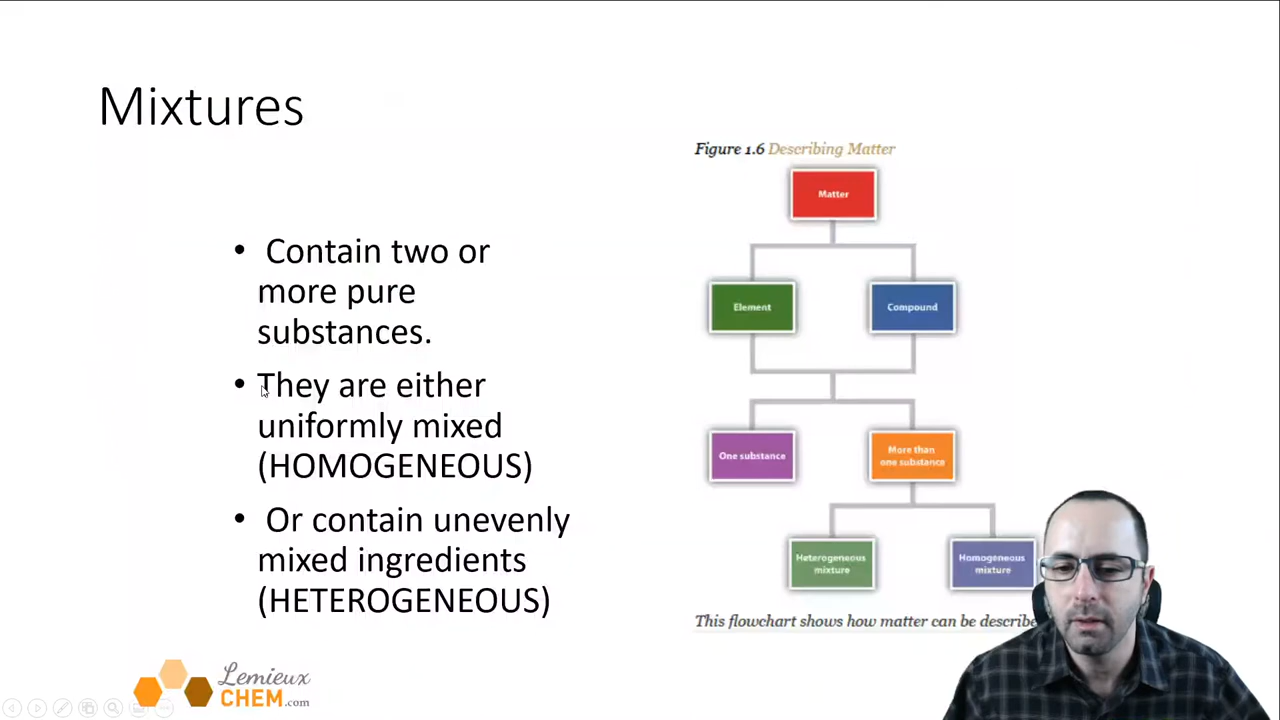 Mixtures
• Contain two or
more pure
substances.
• They are either
uniformly mixed
(HOMOGENEOUS)
• Or contain unevenly
mixed ingredients
(HETEROGENEOUS)
Figure 1.6 Describing Matter
Matter
Element
Compound
One substance
More than
one substance
Heterogeneous
mixture
Homogeneous
mixture
This flowchart shows how matter can be
Lemieux
CHEM.com